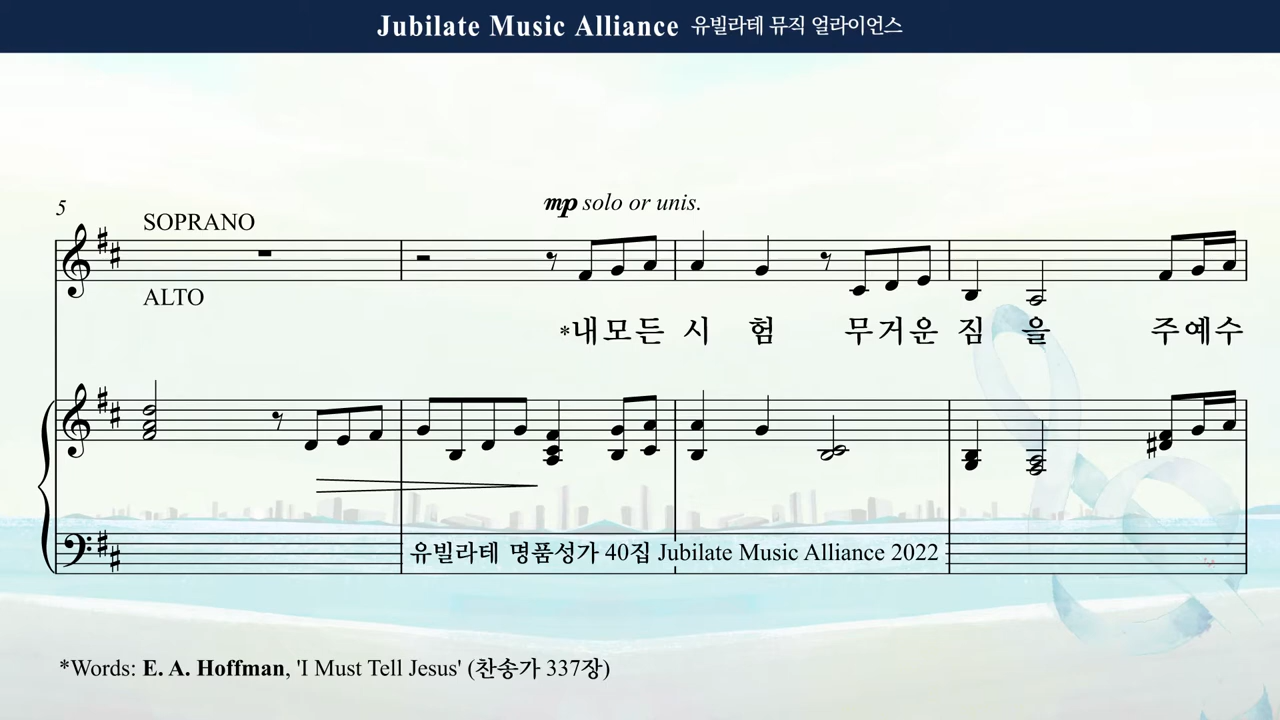 Jubilate Music Alliance 유빌라테 뮤직 얼라이언스
5
SOPRANO
mp solo or unis.
ALTO
*내모든 시 험 무거운 짐 을 주예수
유빌라테 명품성가 40집 Jubilate Music Alliance 2022
*Words: E. A. Hoffman, 'I Must Tell Jesus' (찬송가 337장)